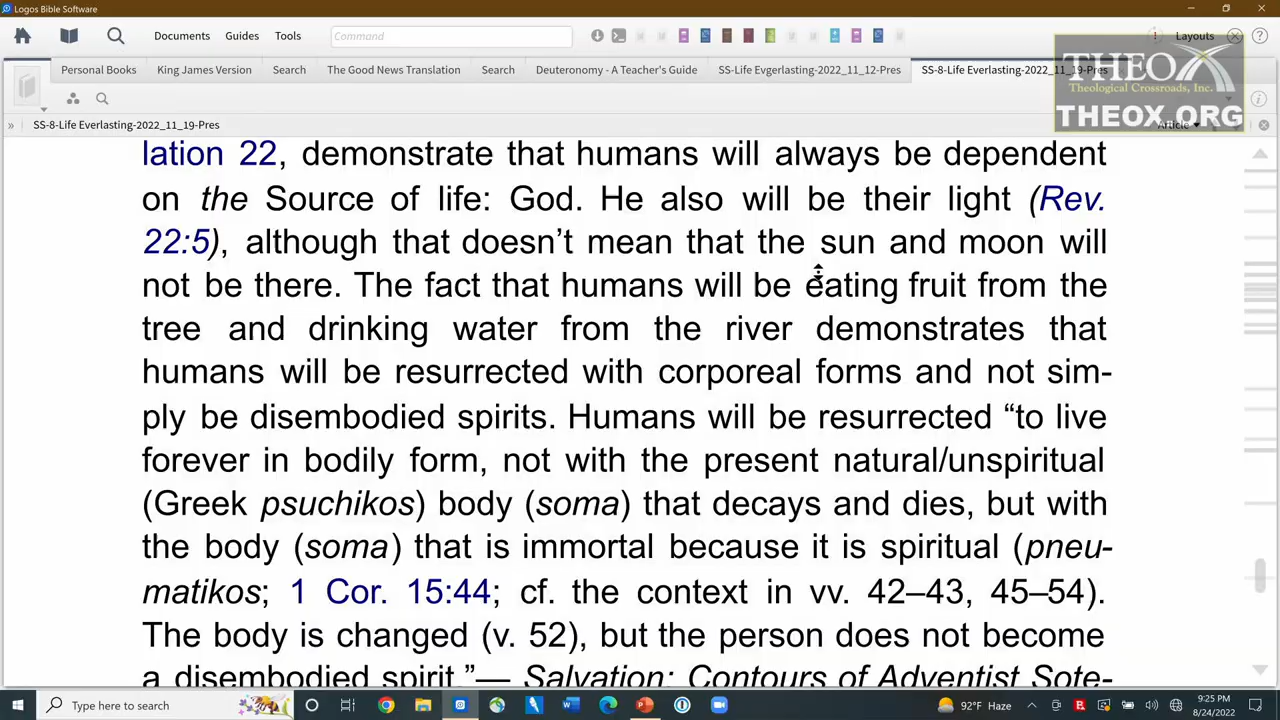 Logos Bible Software
Documents Guides Tools Command Layouts
THEOX
Theological Crossroads, Inc.
THEOX.ORG
Personal Books King James Version Search The Complete Jewish Bible Translation Search Deuteronomy - A Teacher's Guide SS-Life Evgerlasting-2022_11_12-Pres SS-8-Life Everlasting-2022_11_19-Pres
SS-8-Life Everlasting-2022_11_19-Pres Article
lation 22, demonstrate that humans will always be dependent
on the Source of life: God. He also will be their light (Rev.
22:5), although that doesn’t mean that the sun and moon will
not be there. The fact that humans will be eating fruit from the
tree and drinking water from the river demonstrates that
humans will be resurrected with corporeal forms and not sim-
ply be disembodied spirits. Humans will be resurrected “to live
forever in bodily form, not with the present natural/unspiritual
(Greek psuchikos) body (soma) that decays and dies, but with
the body (soma) that is immortal because it is spiritual (pneu-
matikos; 1 Cor. 15:44; cf. the context in vv. 42–43, 45–54).
The body is changed (v. 52), but the person does not become
a disembodied spirit.”— Salvation: Contours of Adventist Sote-
Type here to search 92°F Haze 9:25 PM
8/24/2022